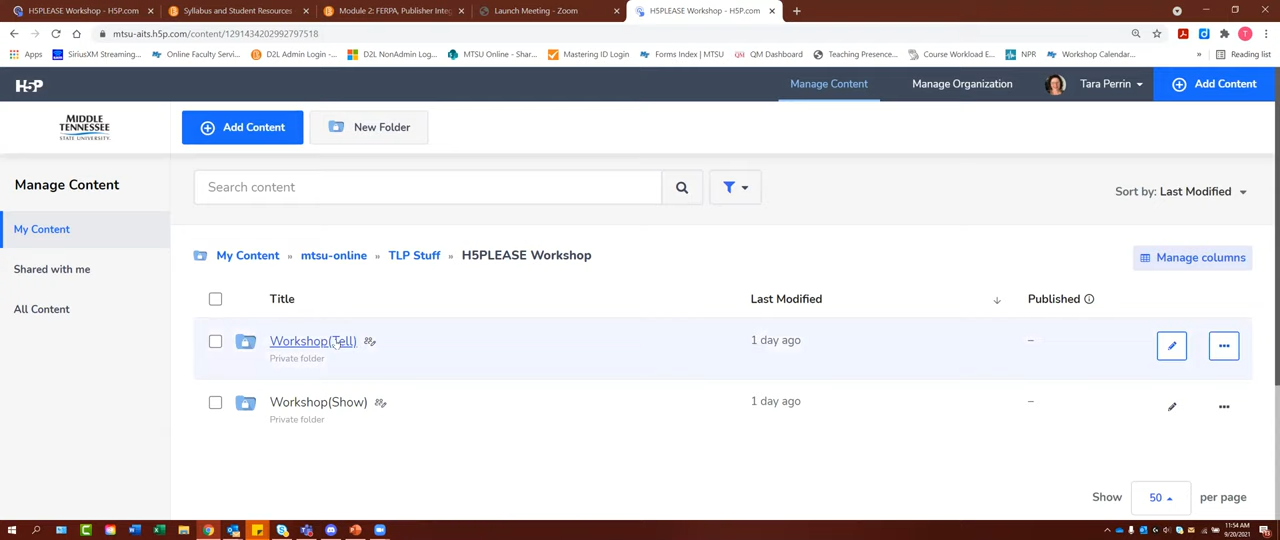 H5PLEASE Workshop - H5P.com
Syllabus and Student Resources
Module 2: FERPA, Publisher Inte
Launch Meeting - Zoom
H5PLEASE Workshop - H5P.com
mtsu-aits.h5p.com/content/1291434202992797518
Apps
SiriusXM Streaming...
Online Faculty Servi...
D2L Admin Login -...
D2L NonAdmin Log...
MTSU Online - Shar...
Mastering ID Login
Forms Index | MTSU
QM Dashboard
Teaching Presence...
Course Workload E...
NPR
Workshop Calendar...
»
Reading list
H5P
Manage Content
Manage Organization
Tara Perrin
Add Content
MIDDLE
TENNESSEE
STATE UNIVERSITY
Add Content
New Folder
Manage Content
My Content
Shared with me
All Content
Search content
Sort by: Last Modified
My Content » mtsu-online » TLP Stuff » H5PLEASE Workshop
Manage columns
Title
Last Modified
Published
Workshop(Tell)
Private folder
1 day ago
–
Workshop(Show)
Private folder
1 day ago
–
Show 50 per page
11:54 AM
9/20/2021